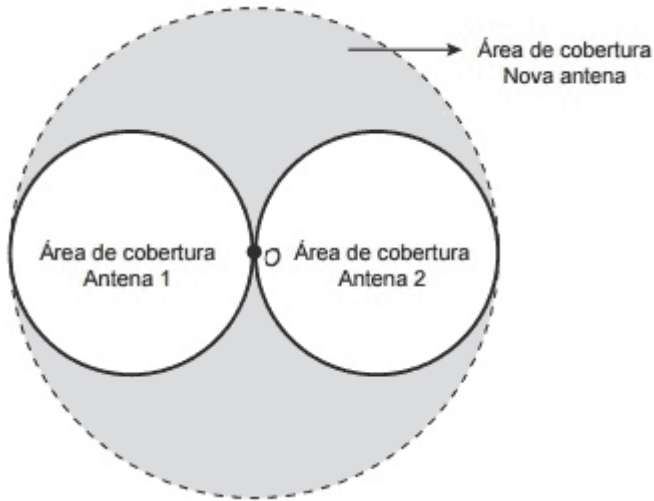 Área de cobertura
Nova antena
Área de cobertura
Antena 1
O
Área de cobertura
Antena 2